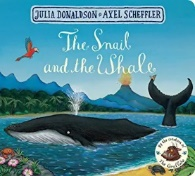 JULIA DONALDSON • AXEL SCHEFFLER
The Snail
and the Whale